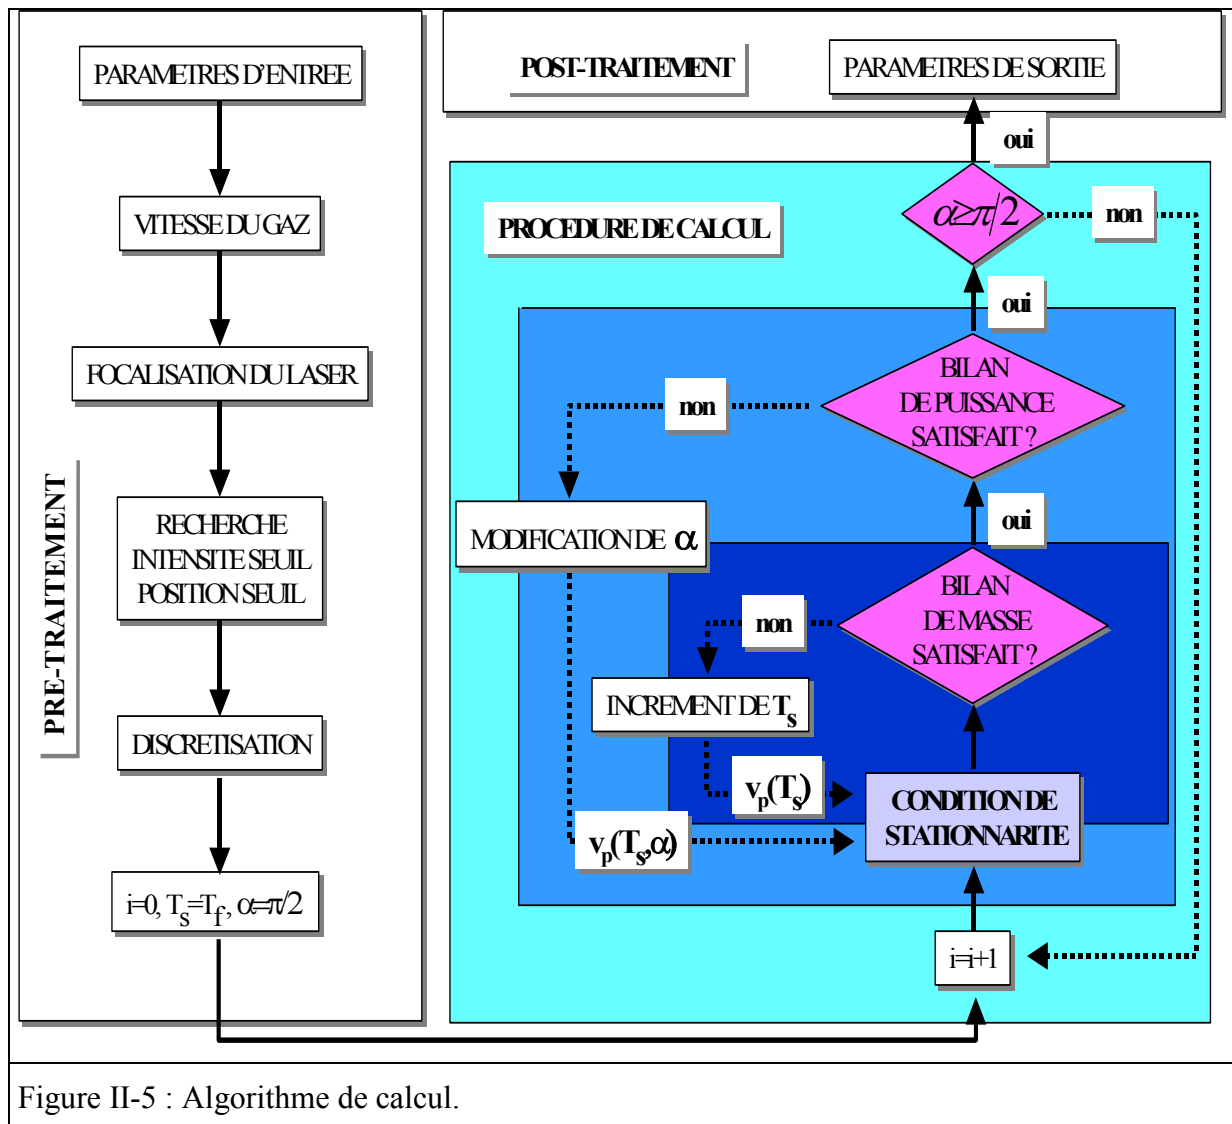 PARAMETRES D'ENTREE
VITESSE DU GAZ
FOCALISATION DU LASER
RECHERCHE
INTENSITE SEUIL
POSITION SEUIL
DISCRETISATION
i=0, Ts=Tf, α=π/2
PRE-TRAITEMENT
POST-TRAITEMENT
PARAMETRES DE SORTIE
oui
PROCEDURE DE CALCUL
α≥π/2
non
oui
BILAN
DE PUISSANCE
SATISFAIT ?
non
MODIFICATION DE α
oui
BILAN
DE MASSE
SATISFAIT ?
non
INCREMENT DE Ts
vp(Ts)
CONDITION DE
STATIONNARITE
vp(Ts,α)
i=i+1
Figure II-5 : Algorithme de calcul.